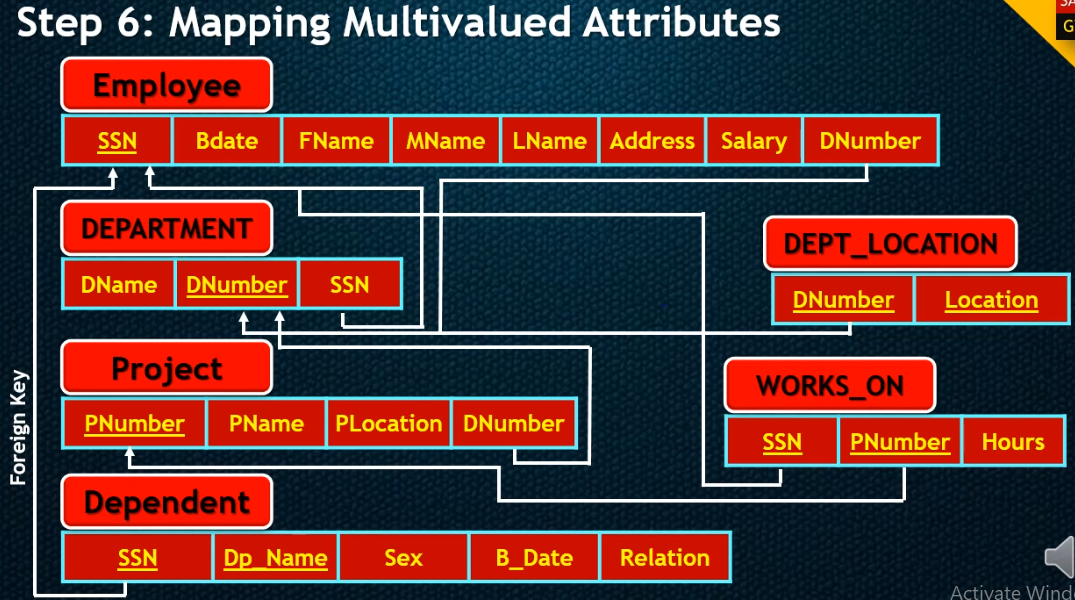 Step 6: Mapping Multivalued Attributes
Employee
SSN Bdate FName MName LName Address Salary DNumber
DEPARTMENT
DName DNumber SSN
DEPT_LOCATION
DNumber Location
Project
PNumber PName PLocation DNumber
WORKS_ON
SSN PNumber Hours
Dependent
SSN Dp_Name Sex B_Date Relation
Foreign Key
Activate Wind